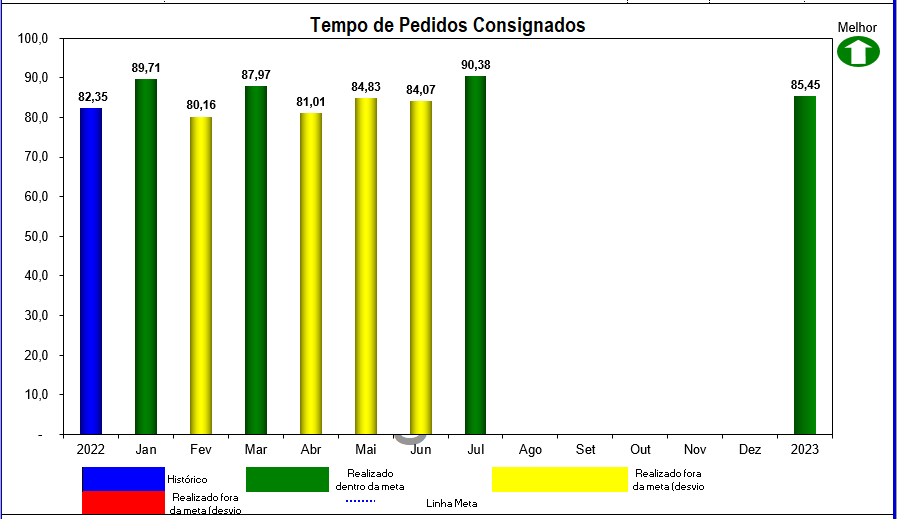 Tempo de Pedidos Consignados
Melhor
100,0
90,0
80,0
70,0
60,0
50,0
40,0
30,0
20,0
10,0
-
82,35
89,71
80,16
87,97
81,01
84,83
84,07
90,38
85,45
2022 Jan Fev Mar Abr Mai Jun Jul Ago Set Out Nov Dez 2023
Histórico
Realizado
dentro da meta
Realizado fora
da meta (desvio
Realizado fora
da meta (desvio
Linha Meta